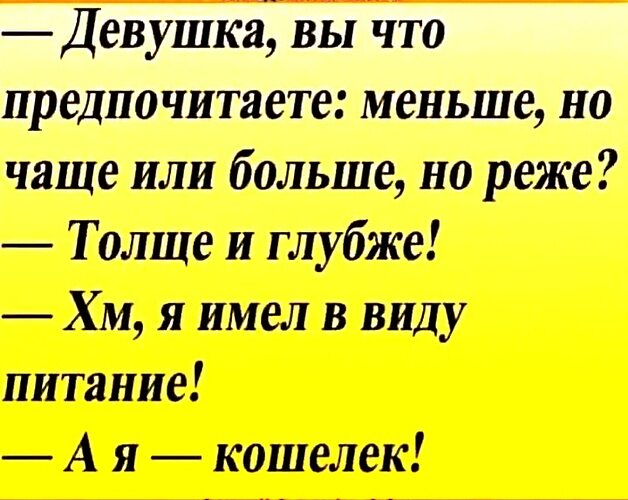 — Девушка, вы что
предпочитаете: меньше, но
чаще или больше, но реже?
— Толще и глубже!
— Хм, я имел в виду
питание!
— А я — кошелек!